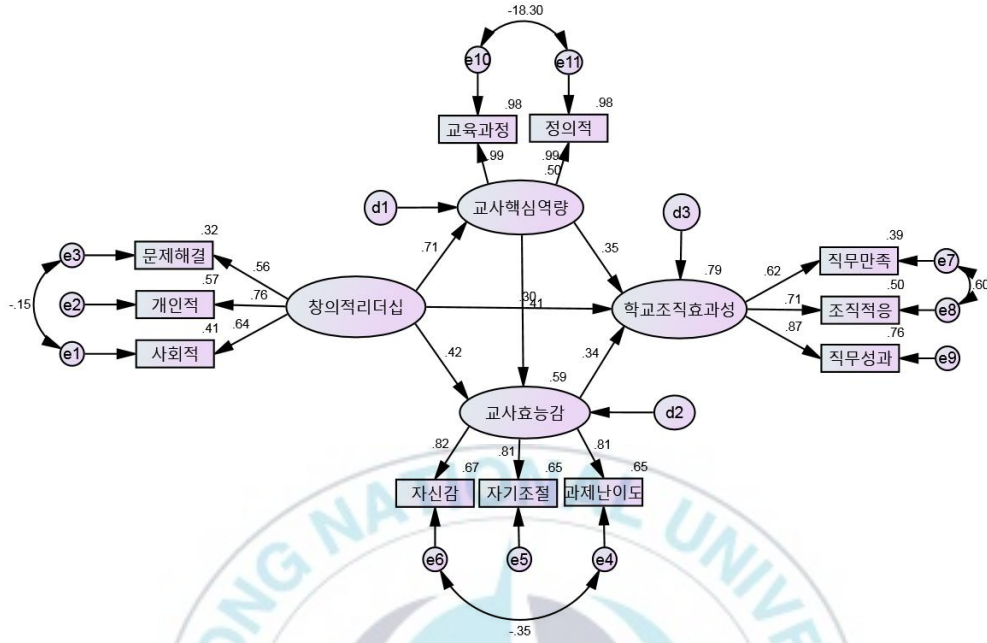 -18.30
e10
e11
.98
.98
교육과정
정의적
.99
.99
.50
d1
교사핵심역량
d3
.32
.71
.35
.79
.39
e3
문제해결
직무만족
e7
.56
.62
.57
-.15
e2
개인적
.76
창의적리더십
.30
.41
학교조직효과성
.71
.50
조직적응
e8
.60
.41
.64
.87
.76
e1
사회적
.42
.34
직무성과
e9
.59
교사효능감
d2
.82
.81
.81
.67
.65
.65
자신감
자기조절
과제난이도
e6
e5
e4
-.35
ONG NATIONAL UNIVE